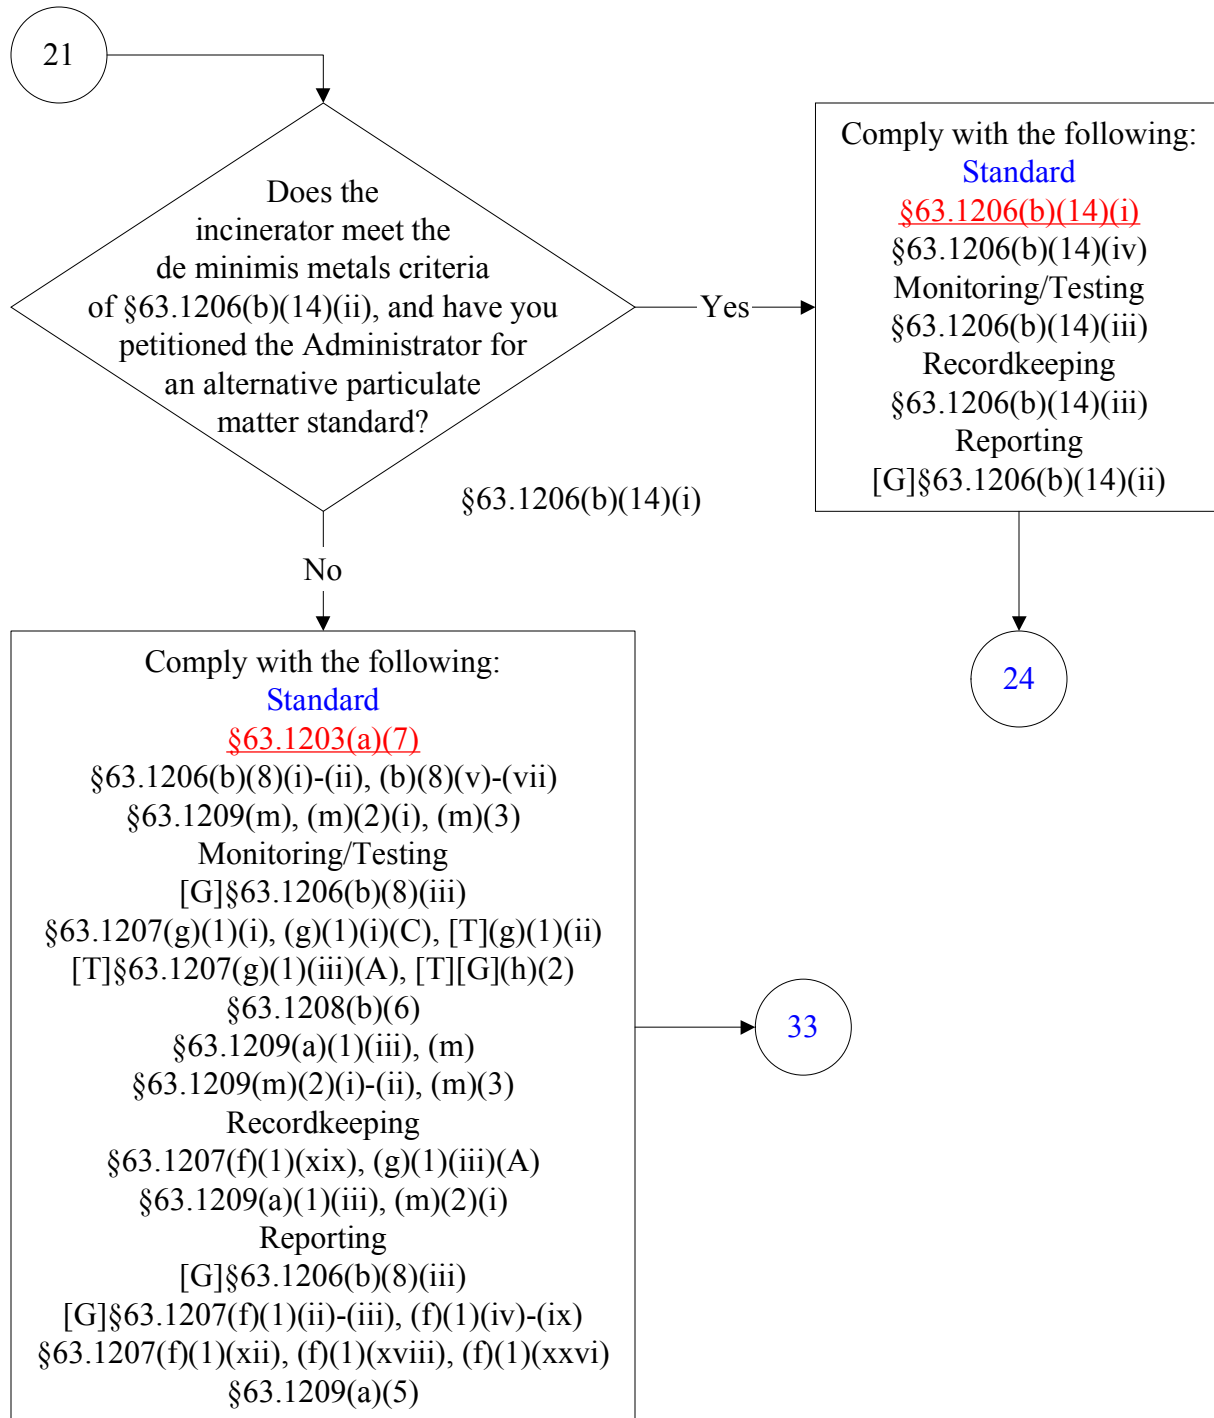 21
Does the
incinerator meet the
de minimis metals criteria
of §63.1206(b)(14)(ii), and have you
petitioned the Administrator for
an alternative particulate
matter standard?
§63.1206(b)(14)(i)
Yes
Comply with the following:
Standard
§63.1206(b)(14)(i)
§63.1206(b)(14)(iv)
Monitoring/Testing
§63.1206(b)(14)(iii)
Recordkeeping
§63.1206(b)(14)(iii)
Reporting
[G]§63.1206(b)(14)(ii)
24
No
Comply with the following:
Standard
§63.1203(a)(7)
§63.1206(b)(8)(i)-(ii), (b)(8)(v)-(vii)
§63.1209(m), (m)(2)(i), (m)(3)
Monitoring/Testing
[G]§63.1206(b)(8)(iii)
§63.1207(g)(1)(i), (g)(1)(i)(C), [T](g)(1)(ii)
[T]§63.1207(g)(1)(iii)(A), [T][G](h)(2)
§63.1208(b)(6)
§63.1209(a)(1)(iii), (m)
§63.1209(m)(2)(i)-(ii), (m)(3)
Recordkeeping
§63.1207(f)(1)(xix), (g)(1)(iii)(A)
§63.1209(a)(1)(iii), (m)(2)(i)
Reporting
[G]§63.1206(b)(8)(iii)
[G]§63.1207(f)(1)(ii)-(iii), (f)(1)(iv)-(ix)
§63.1207(f)(1)(xii), (f)(1)(xviii), (f)(1)(xxvi)
§63.1209(a)(5)
33